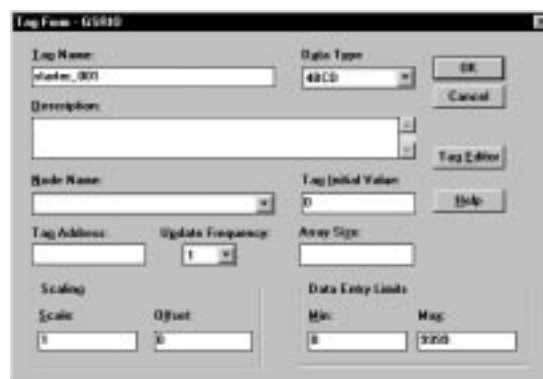 Tag Form - GSRIO
Tag Name:
starter_001
Data Type
4BCD
OK
Cancel
Description:
Tag Editor
Node Name:
Tag Initial Value:
0
Help
Tag Address:
Update Frequency:
1
Array Size:
Scaling
Scale:
1
Offset:
0
Data Entry Limits
Min:
0
Max:
9999